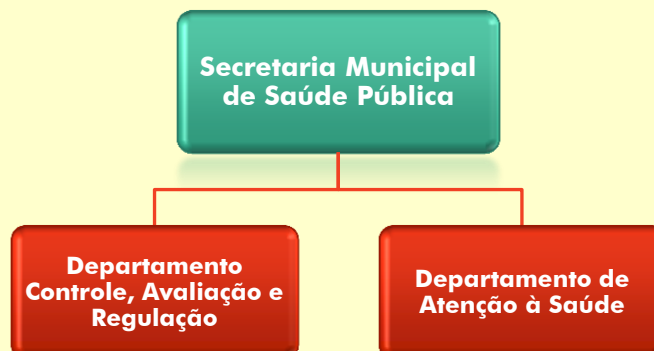 Secretaria Municipal
de Saúde Pública
Departamento
Controle, Avaliação e
Regulação
Departamento de
Atenção à Saúde